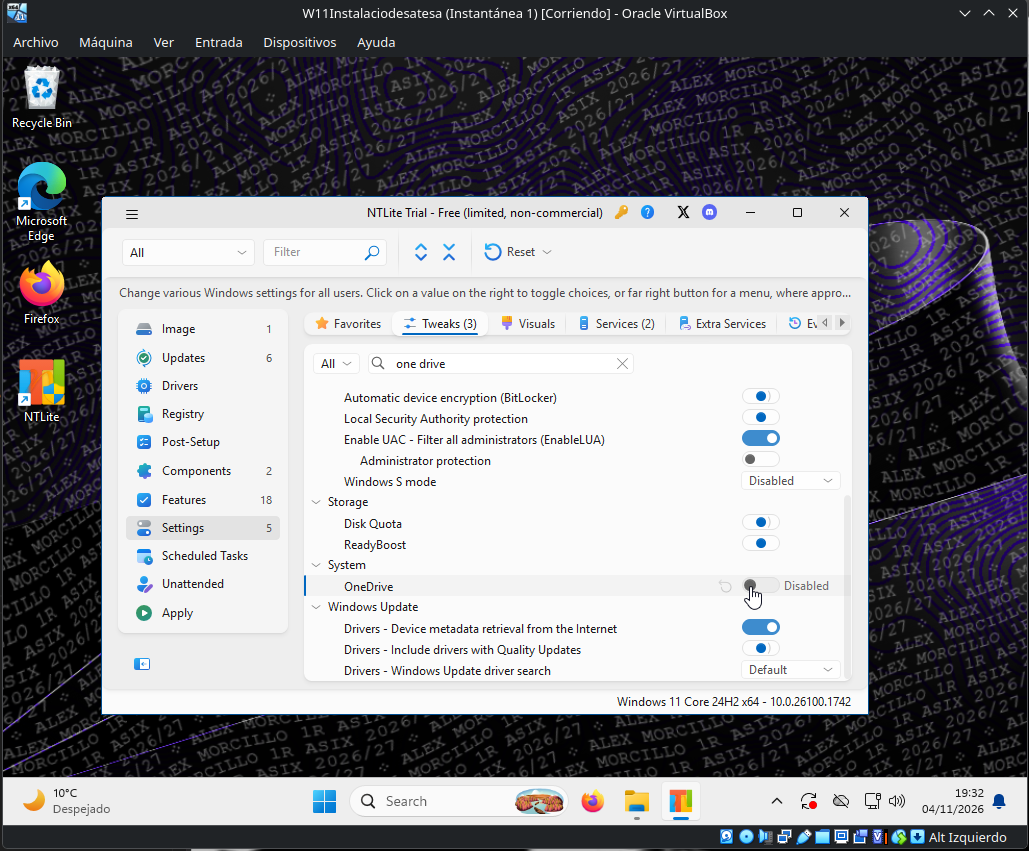 W11Instalaciodesatesa (Instantánea 1) [Corriendo] - Oracle VirtualBox
Archivo Máquina Ver Entrada Dispositivos Ayuda
ALEX MORCILLO 1R ASIX 2026/27
Recycle Bin
Microsoft
Edge
Firefox
NTLite
NTLite Trial - Free (limited, non-commercial)
All
Filter
Reset
Change various Windows settings for all users. Click on a value on the right to toggle choices, or far right button for a menu, where appro...
Image 1
Updates 6
Drivers
Registry
Post-Setup
Components 2
Features 18
Settings 5
Scheduled Tasks
Unattended
Apply
Favorites Tweaks (3) Visuals Services (2) Extra Services
All
one drive
Automatic device encryption (BitLocker)
Local Security Authority protection
Enable UAC - Filter all administrators (EnableLUA)
Administrator protection
Windows S mode Disabled
Storage
Disk Quota
ReadyBoost
System
OneDrive Disabled
Windows Update
Drivers - Device metadata retrieval from the Internet
Drivers - Include drivers with Quality Updates
Drivers - Windows Update driver search Default
Windows 11 Core 24H2 x64 - 10.0.26100.1742
10°C
Despejado
Search
19:32
04/11/2026
Alt Izquierdo